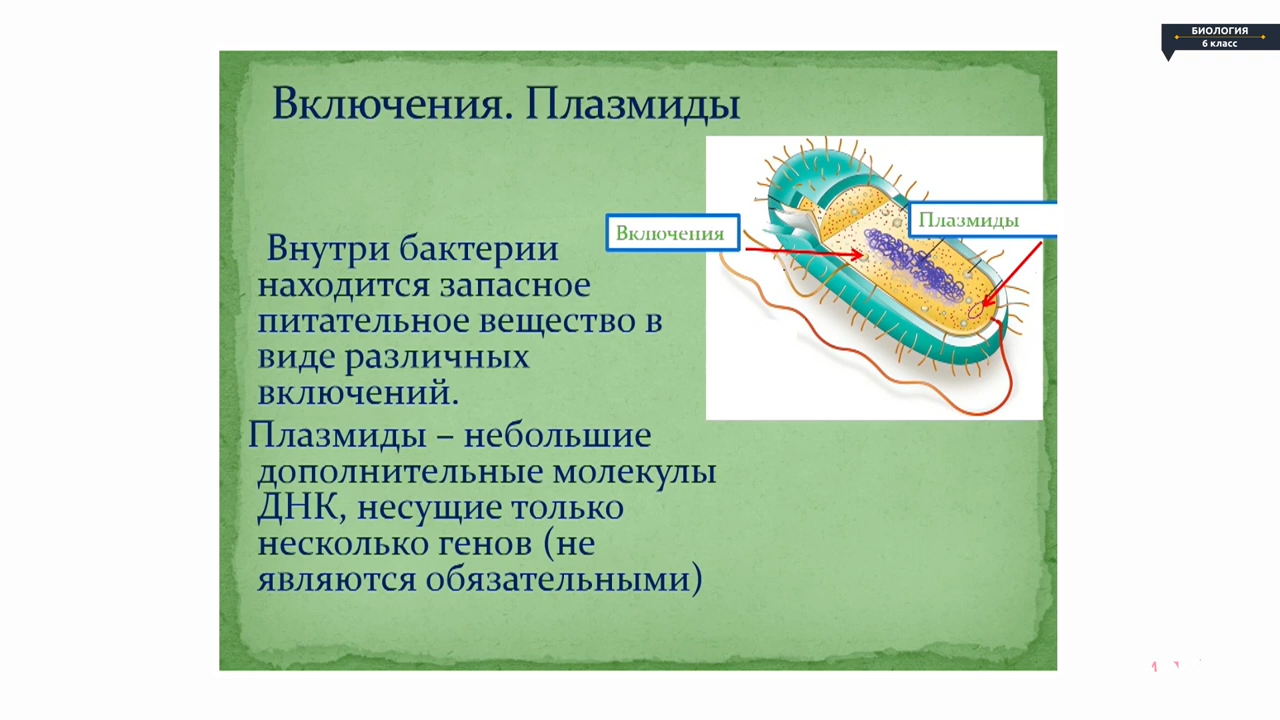 БИОЛОГИЯ
6 класс
Включения. Плазмиды
Включения
Плазмиды
Внутри бактерии
находится запасное
питательное вещество в
виде различных
включений.
Плазмиды – небольшие
дополнительные молекулы
ДНК, несущие только
несколько генов (не
являются обязательными)